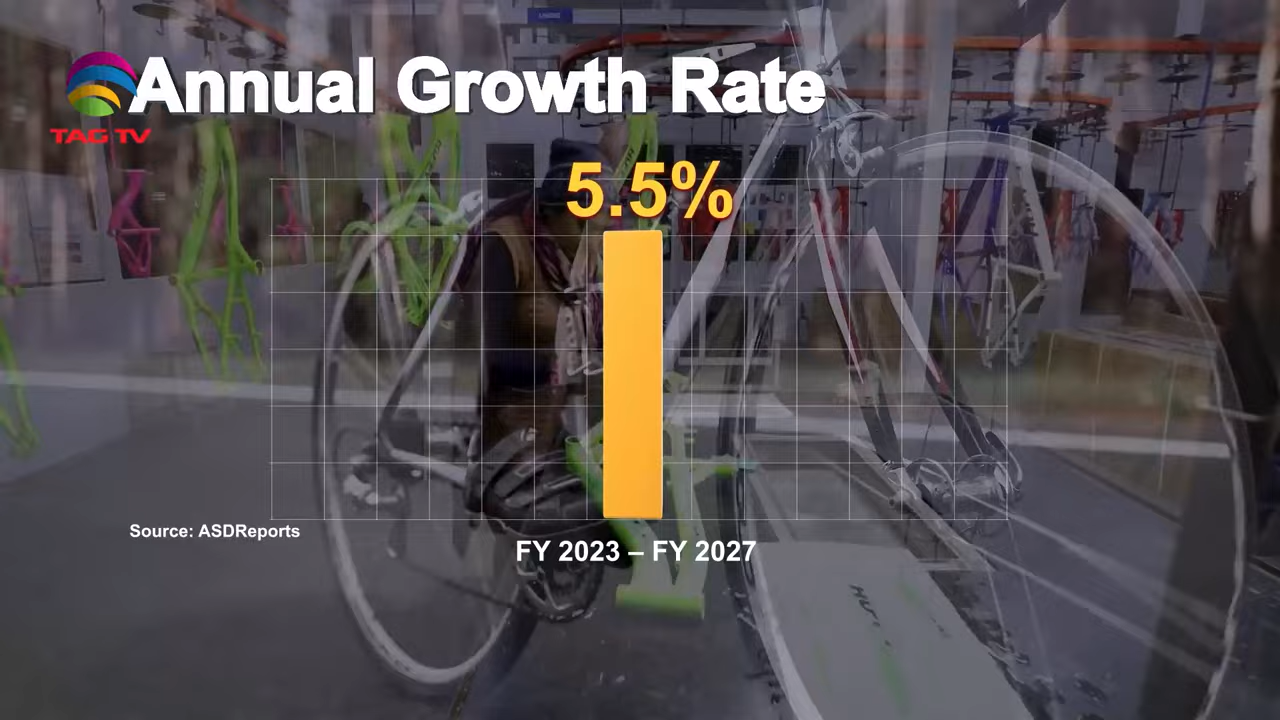 Annual Growth Rate
TAG TV
5.5%
Source: ASDReports
FY 2023 – FY 2027